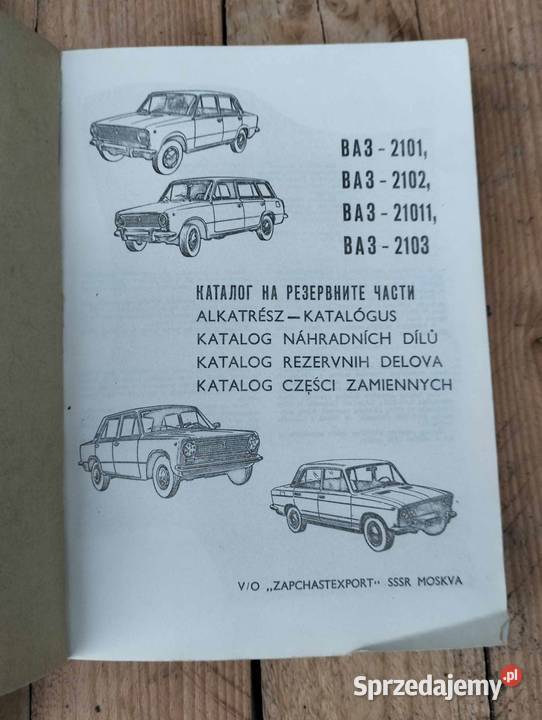 ВАЗ - 2101,
ВАЗ - 2102,
ВАЗ - 21011,
ВАЗ - 2103
КАТАЛОГ НА РЕЗЕРВНИТЕ ЧАСТИ
ALKATRÉSZ — KATALÓGUS
KATALOG NÁHRADNÍCH DÍLŮ
KATALOG REZERVNIH DELOVA
KATALOG CZĘŚCI ZAMIENNYCH
V/O „ZAPCHASTEXPORT" SSSR MOSKVA
Sprzedajemy.pl